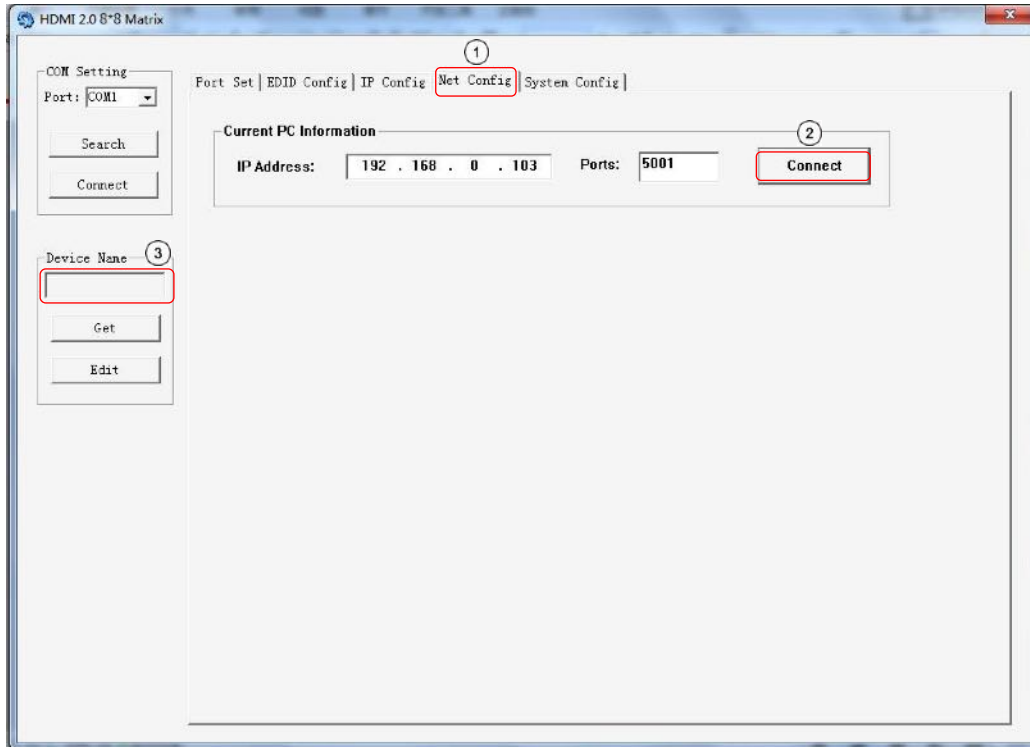 HDMI 2.0 8*8 Matrix
1
COM Setting
Port: COM1
Search
Connect
Port Set EDID Config IP Config Net Config System Config
Current PC Information
2
IP Address: 192 . 168 . 0 . 103 Ports: 5001 Connect
Device Name 3
Get
Edit